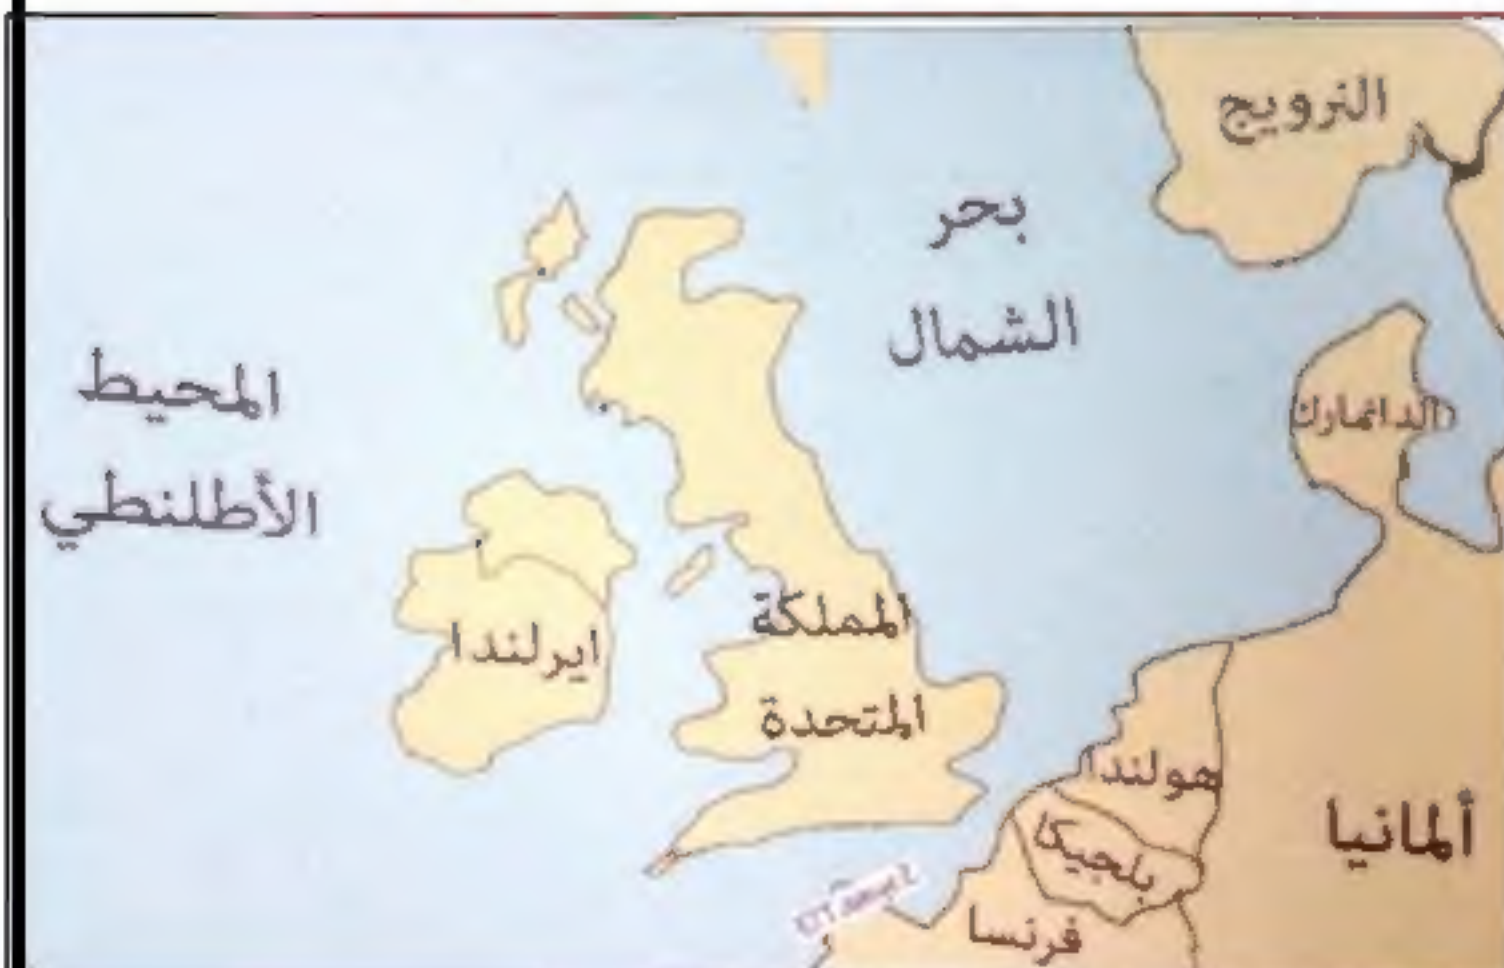 النرويج
بحر
الشمال
المحيط
الأطلنطي
الدانمارك
ايرلندا
المملكة
المتحدة
هولندا
بلجيكا
ألمانيا
فرنسا